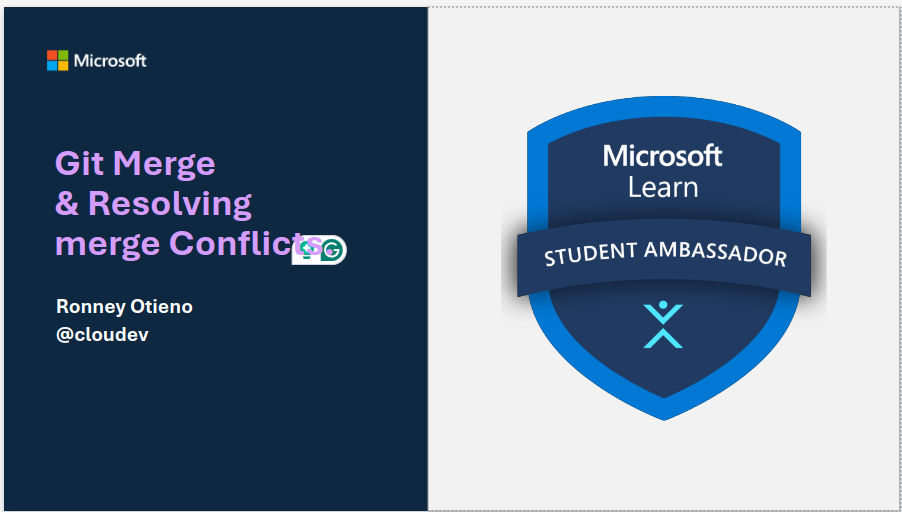 Microsoft
Git Merge
& Resolving
merge Conflicts
Ronney Otieno
@cloudev
Microsoft
Learn
STUDENT AMBASSADOR